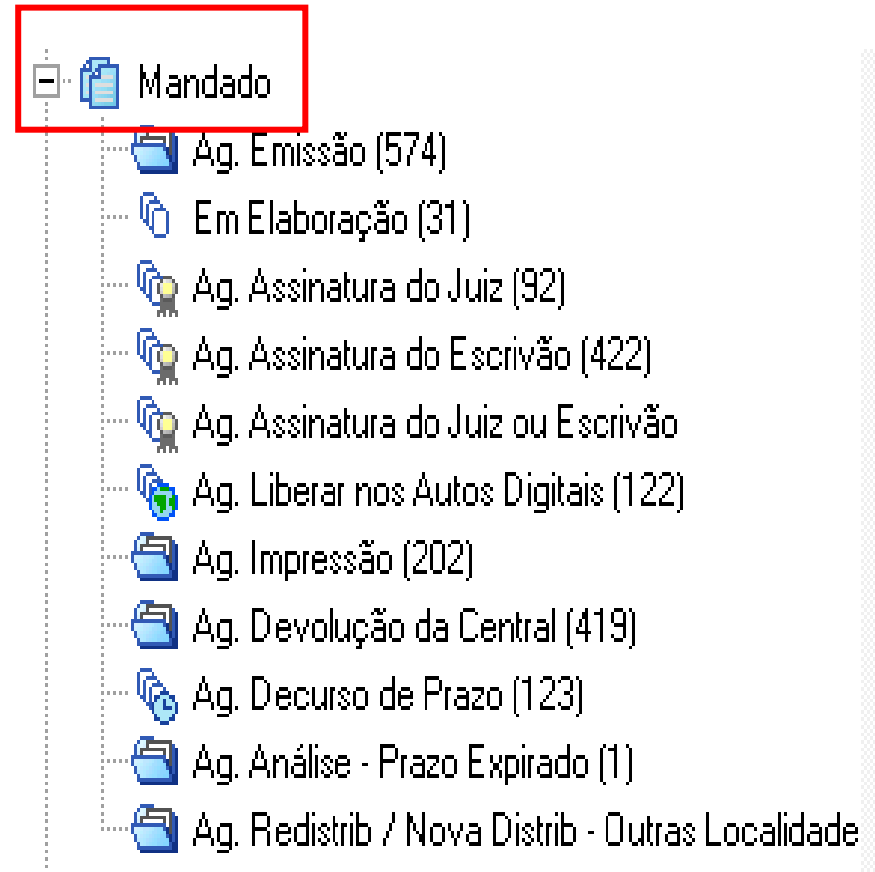 Mandado
Ag. Emissão (574)
Em Elaboração (31)
Ag. Assinatura do Juiz (92)
Ag. Assinatura do Escrivão (422)
Ag. Assinatura do Juiz ou Escrivão
Ag. Liberar nos Autos Digitais (122)
Ag. Impressão (202)
Ag. Devolução da Central (419)
Ag. Decurso de Prazo (123)
Ag. Análise - Prazo Expirado (1)
Ag. Redistrib / Nova Distrib - Outras Localidade